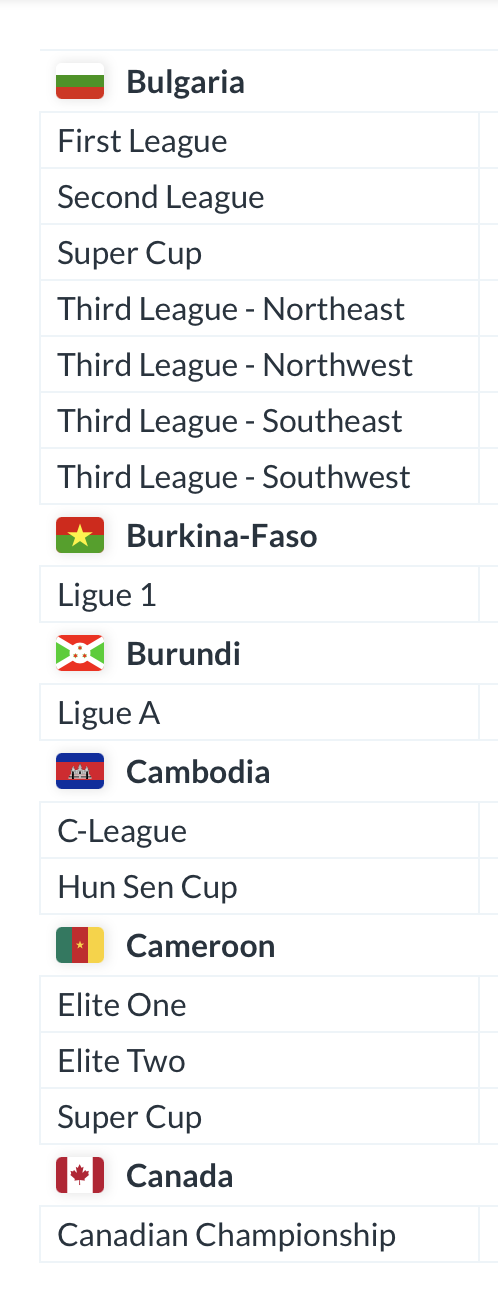 Bulgaria
First League
Second League
Super Cup
Third League - Northeast
Third League - Northwest
Third League - Southeast
Third League - Southwest
Burkina-Faso
Ligue 1
Burundi
Ligue A
Cambodia
C-League
Hun Sen Cup
Cameroon
Elite One
Elite Two
Super Cup
Canada
Canadian Championship